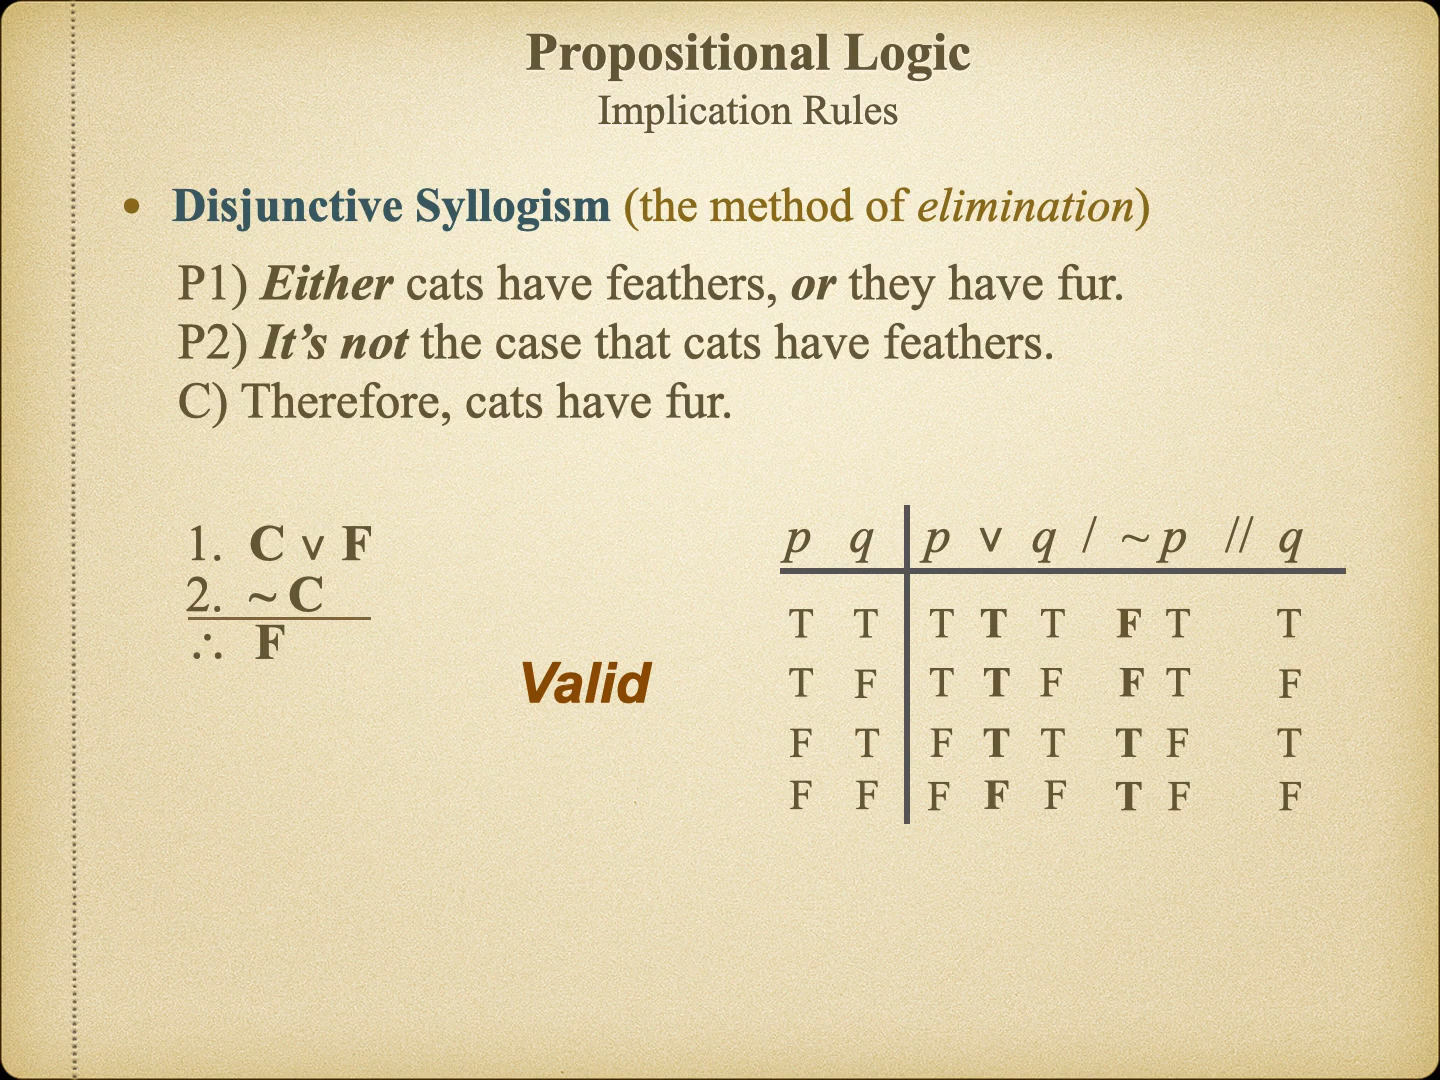 Propositional Logic
Implication Rules
• Disjunctive Syllogism (the method of elimination)
P1) Either cats have feathers, or they have fur.
P2) It’s not the case that cats have feathers.
C) Therefore, cats have fur.
1. C ∨ F
2. ~ C
∴ F
Valid
p q p ∨ q / ~ p // q
T T T T T F T T
T F T T F F T F
F T F T T T F T
F F F F F T F F